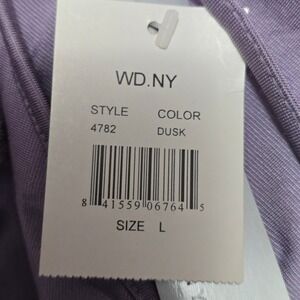 WD.NY
STYLE COLOR
4782 DUSK
8 41559 06764 5
SIZE L